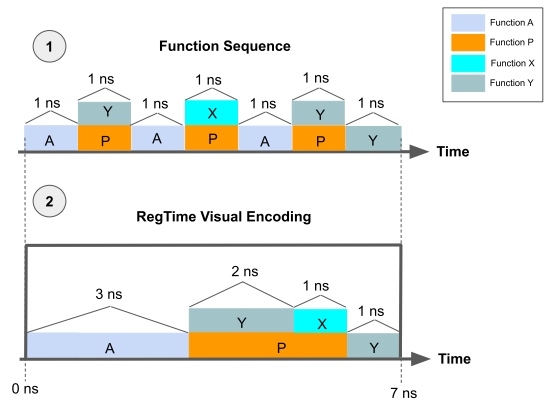 1
Function Sequence
Function A
Function P
Function X
Function Y
1 ns 1 ns 1 ns 1 ns 1 ns 1 ns 1 ns
Y X Y
A P A P A P Y
Time
2
RegTime Visual Encoding
3 ns 2 ns 1 ns 1 ns
Y X
A P Y
Time
0 ns 7 ns